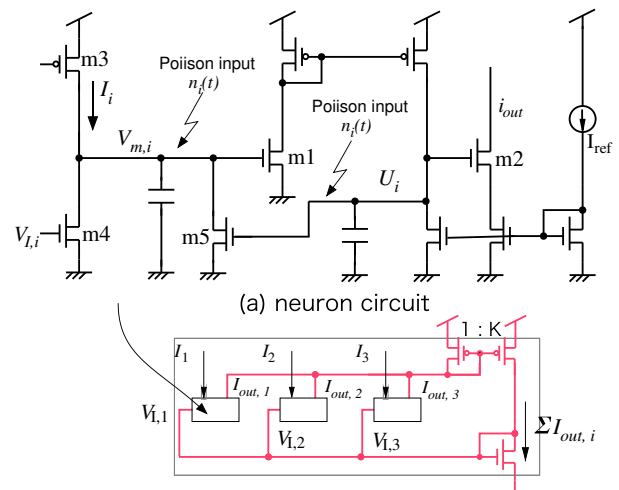 m3
Poiison input
n_i(t)
I_i
Poiison input
n_i(t)
i_out
I_ref
V_m,i
m1
m2
U_i
V_I,i
m4
m5
(a) neuron circuit
1 : K
I_1
I_2
I_3
I_out, 1
I_out, 2
I_out, 3
V_I,1
V_I,2
V_I,3
ΣI_out, i